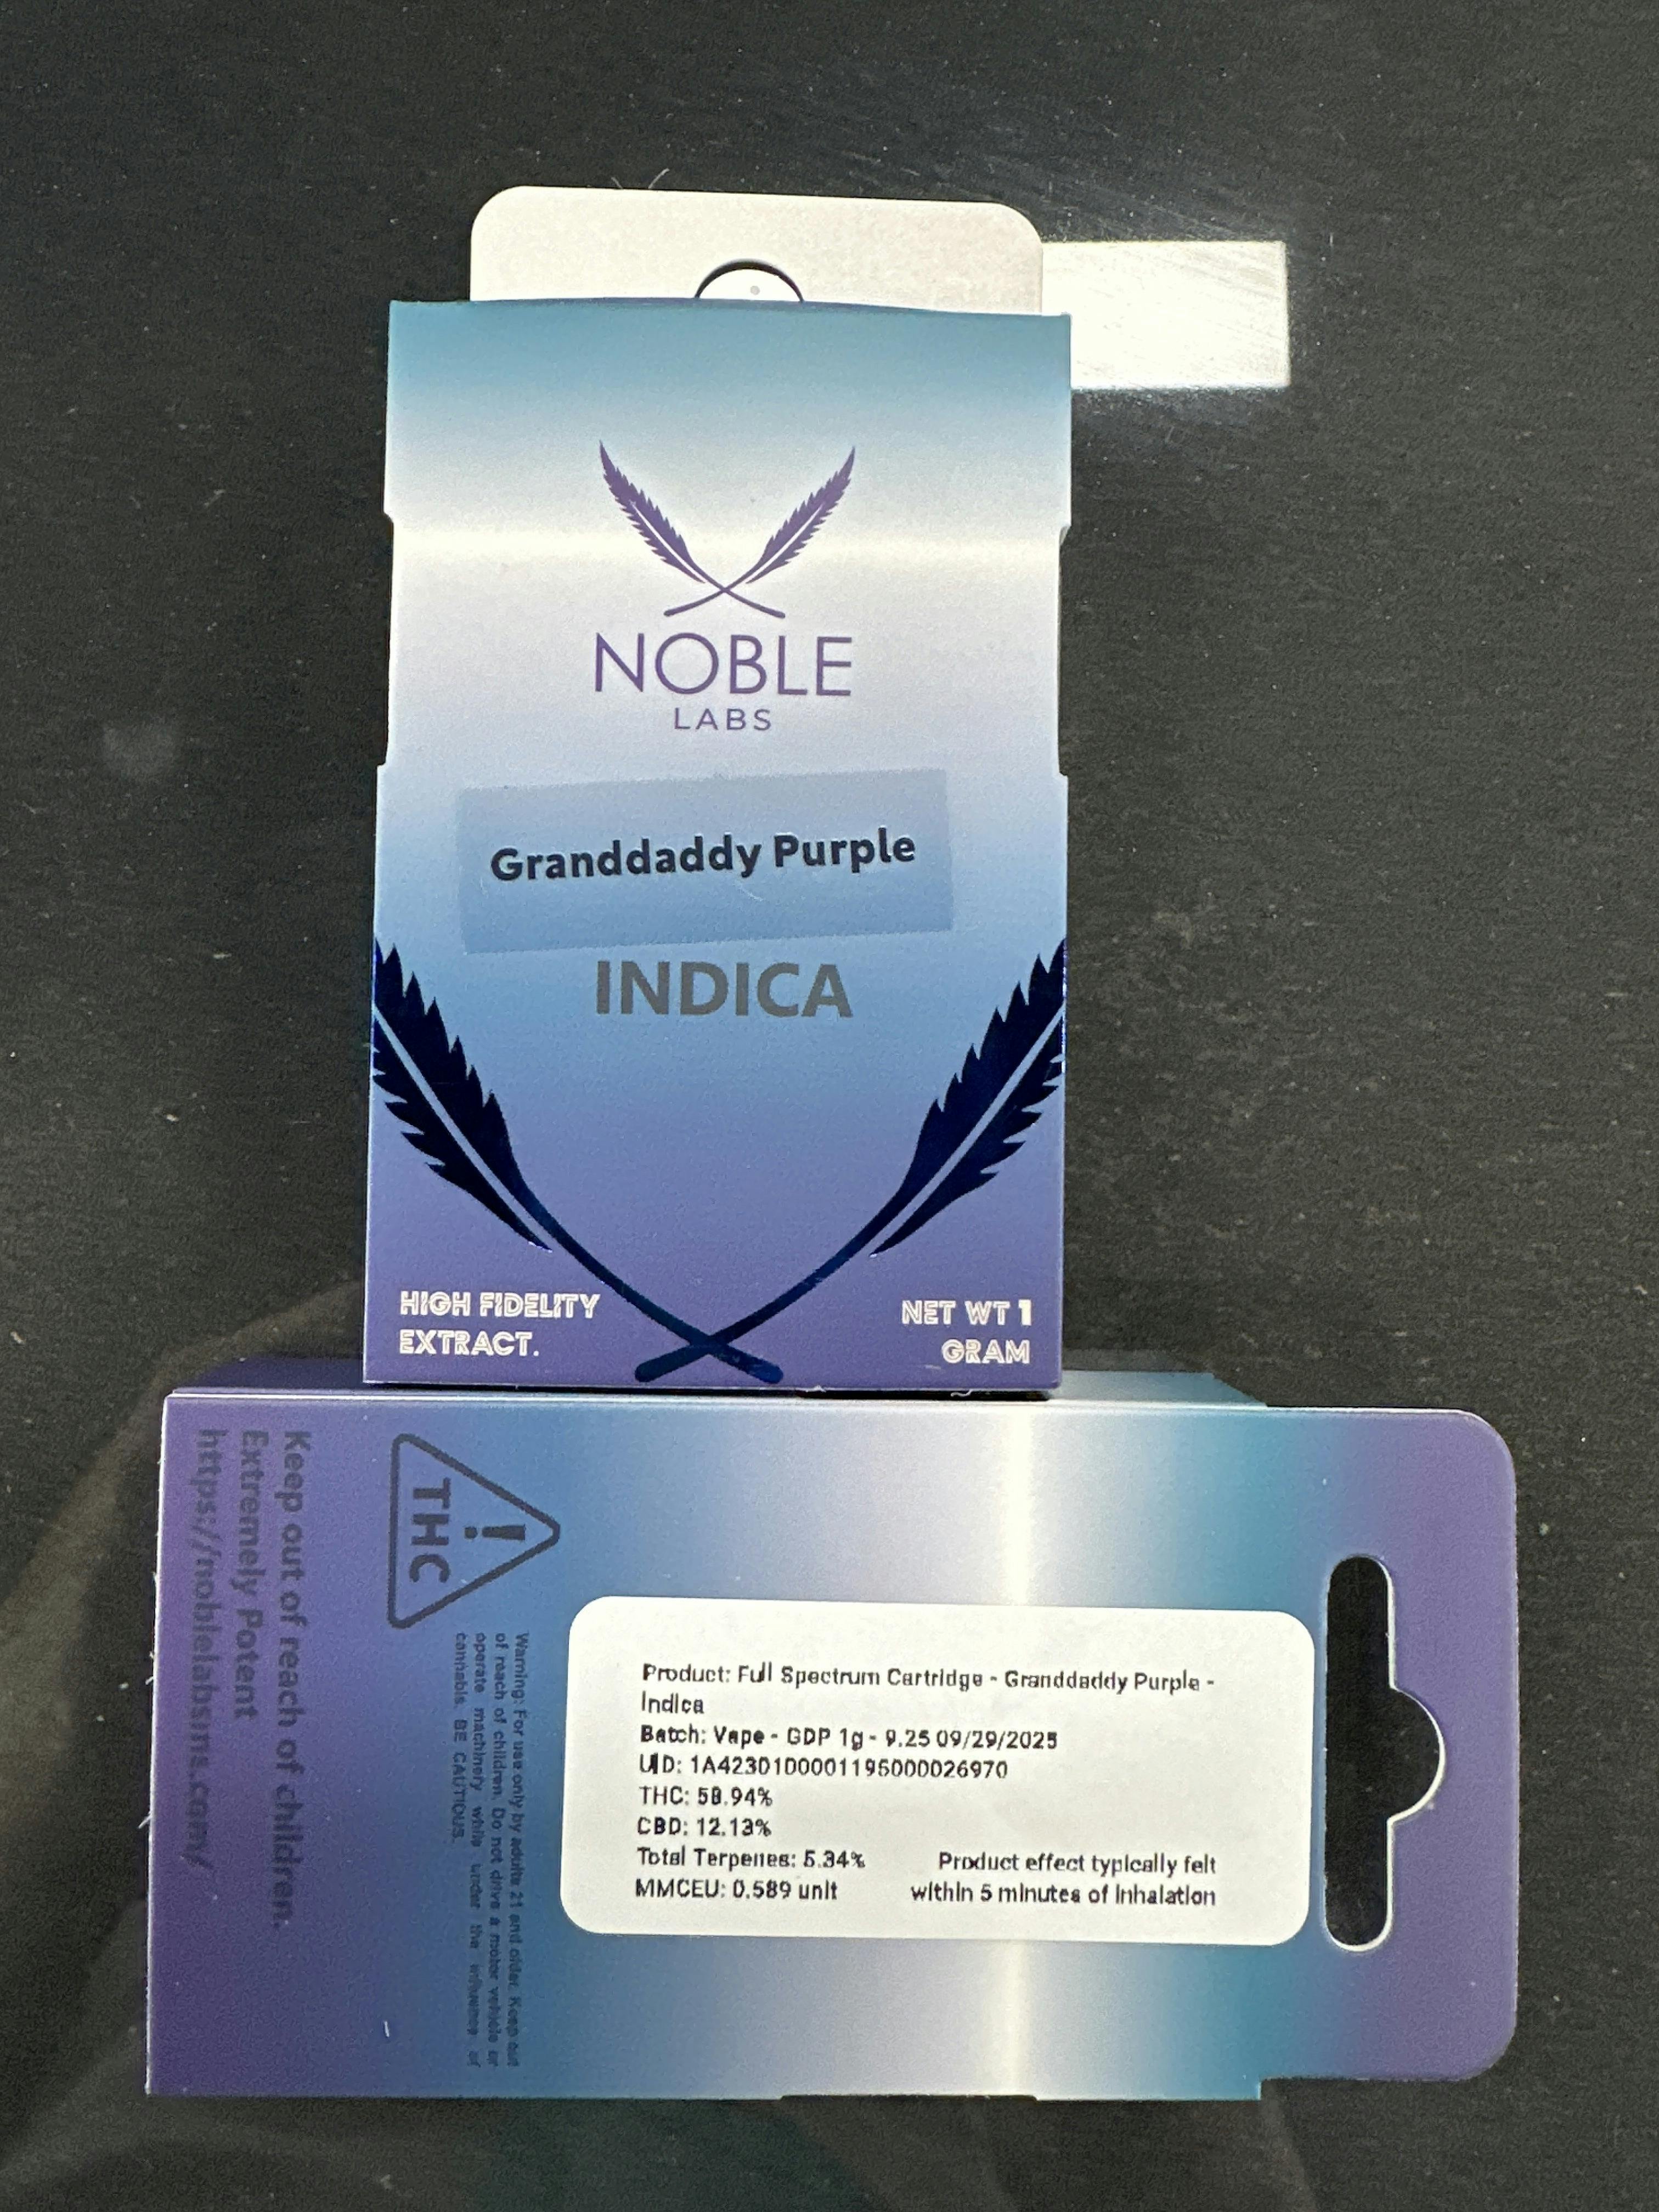 NOBLE
LABS
Granddaddy Purple
INDICA
HIGH FIDELITY
EXTRACT.
NET WT 1
GRAM
Keep out of reach of children.
Extremely Potent
https://noblelabsms.com/
! THC
Warning: For use only by adults 21 and older. Keep out
of reach of children. Do not drive a motor vehicle or
operate machinery while under the influence of
cannabis. BE CAUTIOUS.
Product: Full Spectrum Cartridge - Granddaddy Purple -
Indica
Batch: Vape - GDP 1g - 9.25 09/29/2025
UID: 1A4230100001195000026970
THC: 58.94%
CBD: 12.13%
Total Terpenes: 5.34%
MMCEU: 0.589 unit
Product effect typically felt
within 5 minutes of inhalation